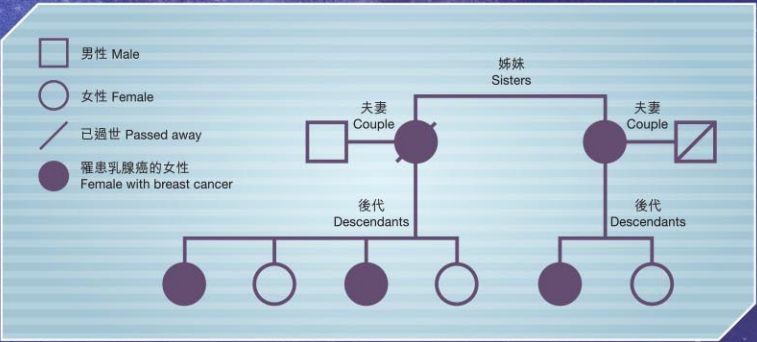 男性 Male
女性 Female
已過世 Passed away
罹患乳腺癌的女性
Female with breast cancer
姊妹
Sisters
夫妻
Couple
夫妻
Couple
後代
Descendants
後代
Descendants